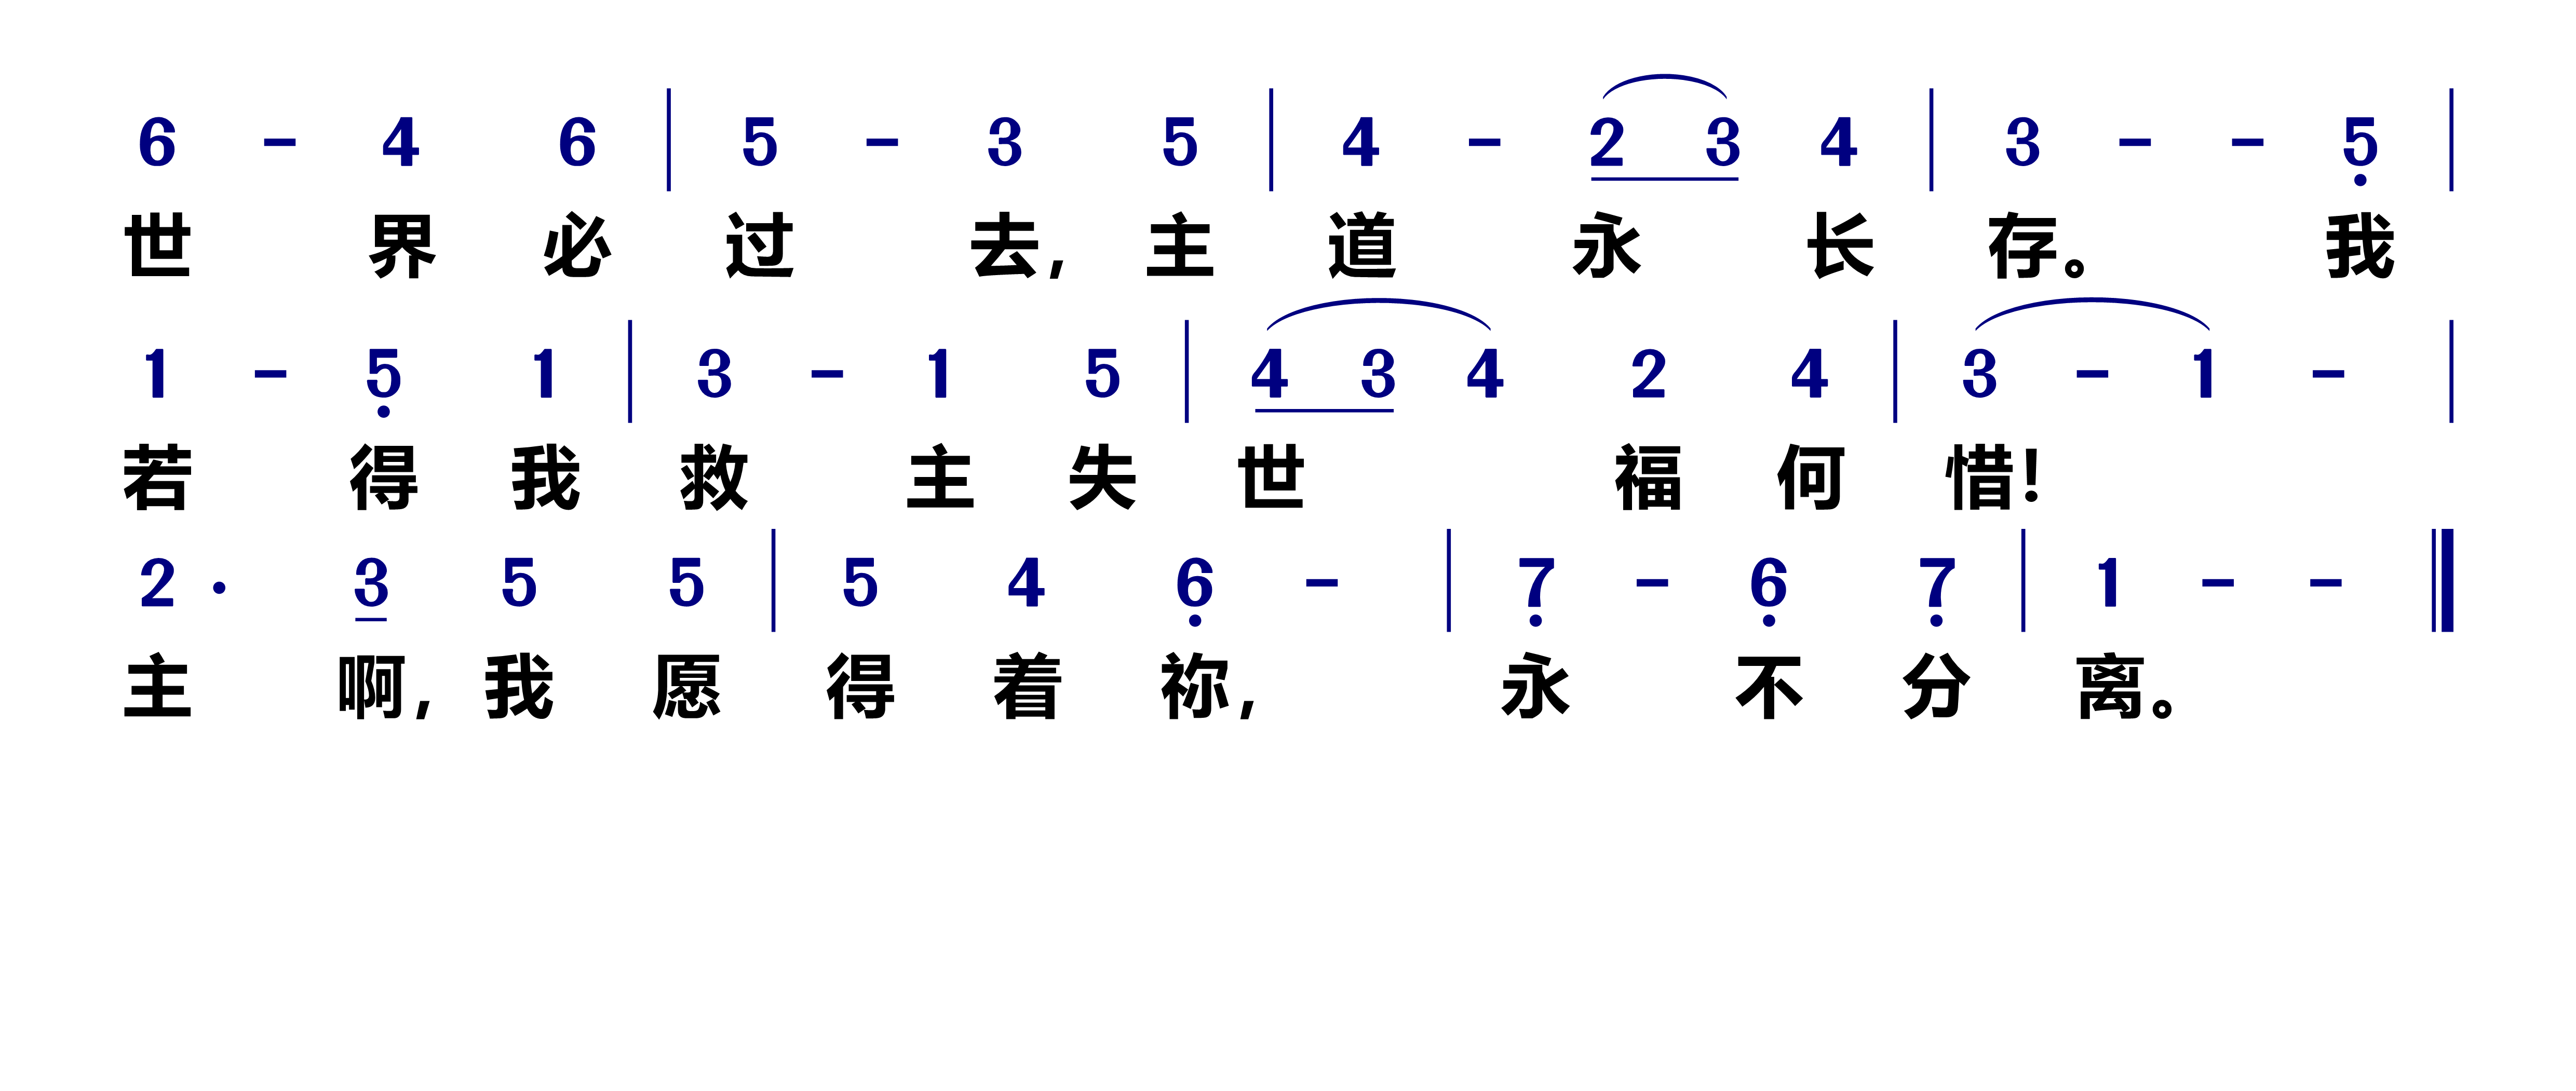 6 - 4 6 | 5 - 3 5 | 4 - 2 3 4 | 3 - - 5̣ |
世 界 必 过 去, 主 道 永 长 存。 我
1 - 5̣ 1 | 3 - 1 5 | 4 3 4 2 4 | 3 - 1 - |
若 得 我 救 主 失 世 福 何 惜!
2 · 3 5 5 | 5 4 6̣ - | 7̣ - 6̣ 7̣ | 1 - - ‖
主 啊, 我 愿 得 着 祢, 永 不 分 离。